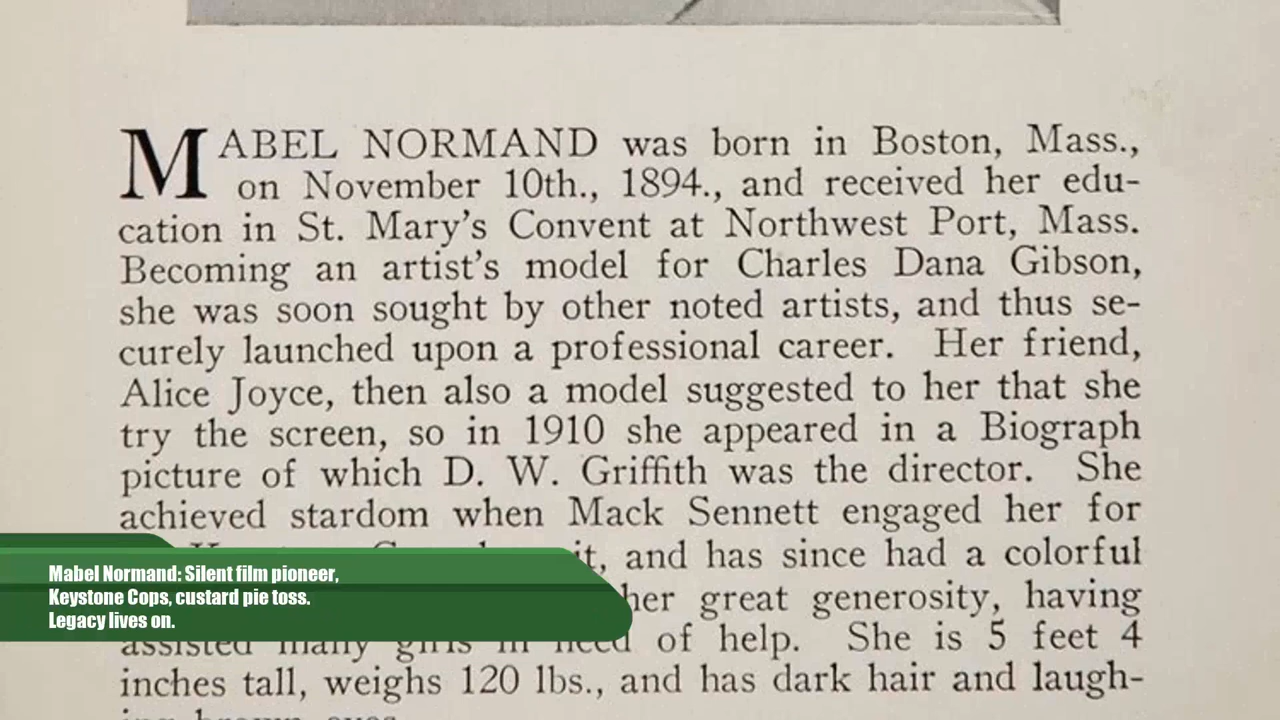 MABEL NORMAND was born in Boston, Mass.,
on November 10th., 1894., and received her edu-
cation in St. Mary's Convent at Northwest Port, Mass.
Becoming an artist's model for Charles Dana Gibson,
she was soon sought by other noted artists, and thus se-
curely launched upon a professional career. Her friend,
Alice Joyce, then also a model suggested to her that she
try the screen, so in 1910 she appeared in a Biograph
picture of which D. W. Griffith was the director. She
achieved stardom when Mack Sennett engaged her for
it, and has since had a colorful
her great generosity, having
assisted many girls in need of help. She is 5 feet 4
inches tall, weighs 120 lbs., and has dark hair and laugh-
Mabel Normand: Silent film pioneer,
Keystone Cops, custard pie toss.
Legacy lives on.